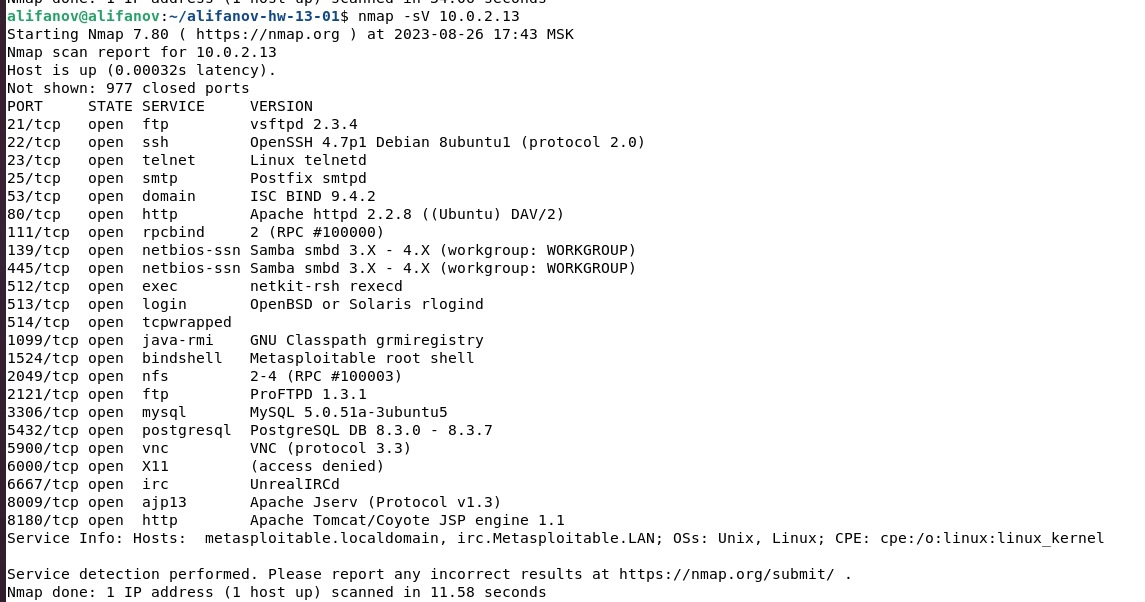 Nmap done: 1 IP address (1 host up) scanned in 34.06 seconds
alifanov@alifanov:~/alifanov-hw-13-01$ nmap -sV 10.0.2.13
Starting Nmap 7.80 ( https://nmap.org ) at 2023-08-26 17:43 MSK
Nmap scan report for 10.0.2.13
Host is up (0.00032s latency).
Not shown: 977 closed ports
PORT     STATE SERVICE     VERSION
21/tcp   open  ftp         vsftpd 2.3.4
22/tcp   open  ssh         OpenSSH 4.7p1 Debian 8ubuntu1 (protocol 2.0)
23/tcp   open  telnet      Linux telnetd
25/tcp   open  smtp        Postfix smtpd
53/tcp   open  domain      ISC BIND 9.4.2
80/tcp   open  http        Apache httpd 2.2.8 ((Ubuntu) DAV/2)
111/tcp  open  rpcbind     2 (RPC #100000)
139/tcp  open  netbios-ssn Samba smbd 3.X - 4.X (workgroup: WORKGROUP)
445/tcp  open  netbios-ssn Samba smbd 3.X - 4.X (workgroup: WORKGROUP)
512/tcp  open  exec        netkit-rsh rexecd
513/tcp  open  login       OpenBSD or Solaris rlogind
514/tcp  open  tcpwrapped
1099/tcp open  java-rmi    GNU Classpath grmiregistry
1524/tcp open  bindshell   Metasploitable root shell
2049/tcp open  nfs         2-4 (RPC #100003)
2121/tcp open  ftp         ProFTPD 1.3.1
3306/tcp open  mysql       MySQL 5.0.51a-3ubuntu5
5432/tcp open  postgresql  PostgreSQL DB 8.3.0 - 8.3.7
5900/tcp open  vnc         VNC (protocol 3.3)
6000/tcp open  X11         (access denied)
6667/tcp open  irc         UnrealIRCd
8009/tcp open  ajp13       Apache Jserv (Protocol v1.3)
8180/tcp open  http        Apache Tomcat/Coyote JSP engine 1.1
Service Info: Hosts:  metasploitable.localdomain, irc.Metasploitable.LAN; OSs: Unix, Linux; CPE: cpe:/o:linux:linux_kernel
Service detection performed. Please report any incorrect results at https://nmap.org/submit/ .
Nmap done: 1 IP address (1 host up) scanned in 11.58 seconds